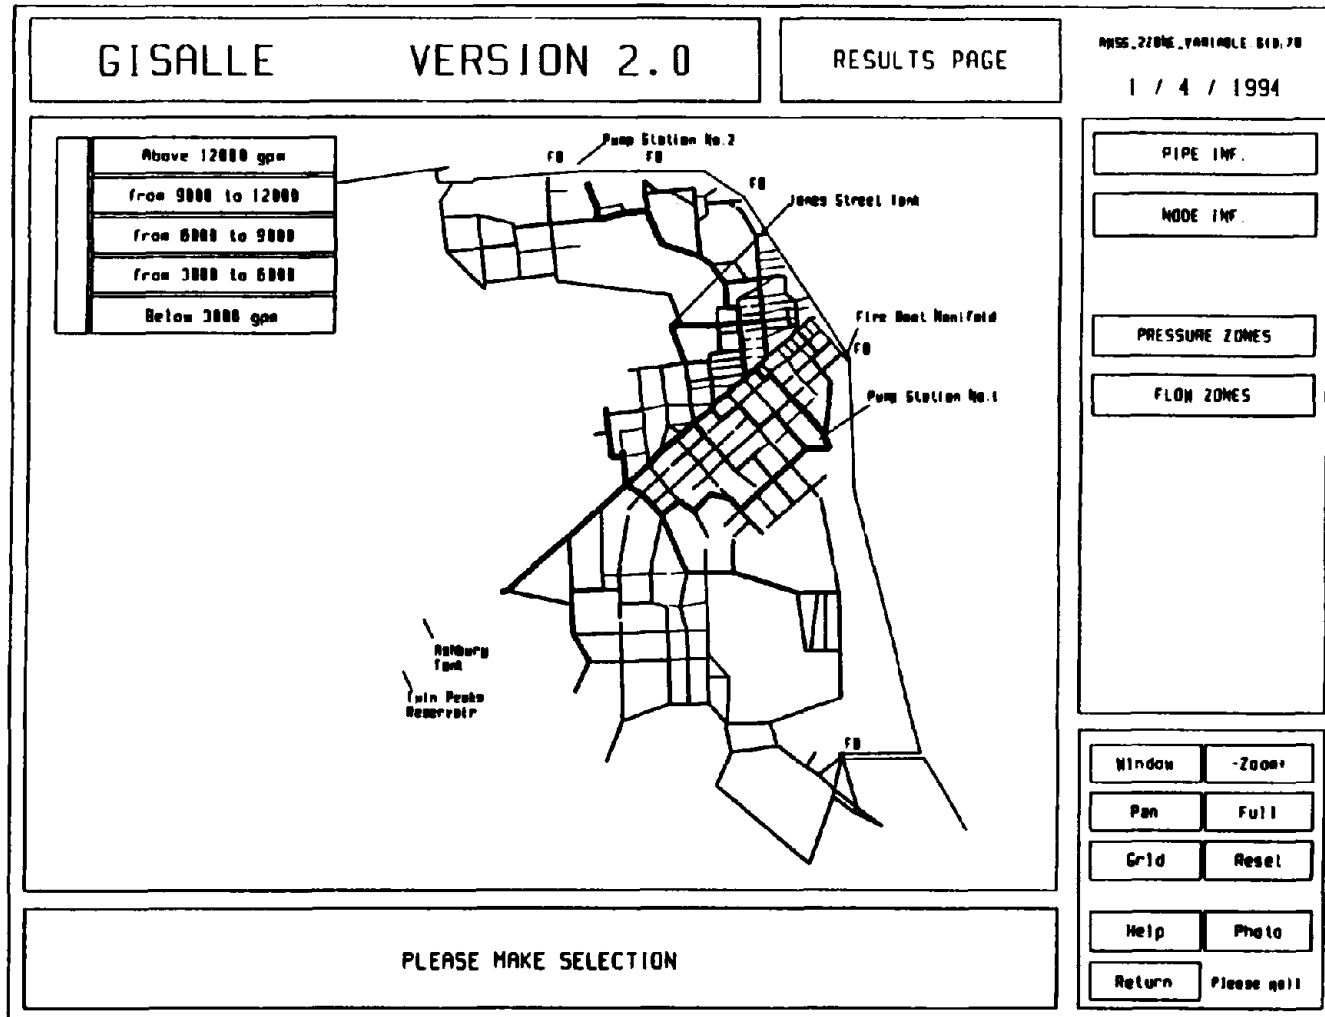 GISALLE VERSION 2.0
RESULTS PAGE
1 / 4 / 1994
Above 12000 gpm
from 9000 to 12000
from 6000 to 9000
from 3000 to 6000
Below 3000 gpm
Pump Station No.2
FB
FB
FB
Jones Street Tank
Fire Boat Manifold
FB
Pump Station No.1
Ashbury
Tank
Twin Peaks
Reservoir
FB
PIPE INF.
NODE INF.
PRESSURE ZONES
FLOW ZONES
Window
-Zoom+
Pan
Full
Grid
Reset
Help
Photo
Return
Please
PLEASE MAKE SELECTION